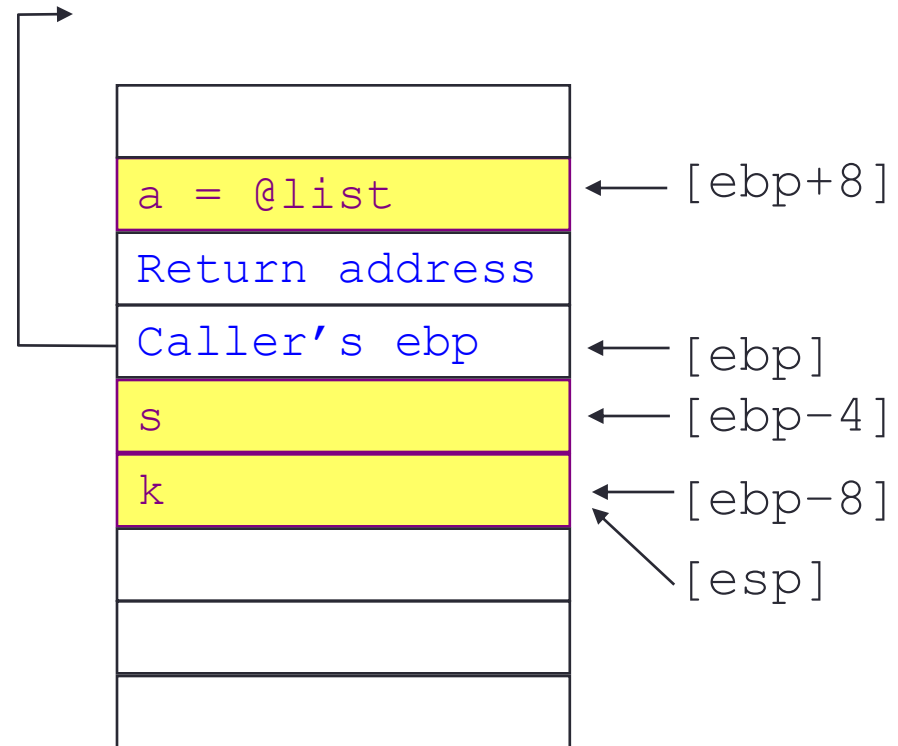 a = @list [ebp+8]
Return address
Caller’s ebp [ebp]
s [ebp-4]
k [ebp-8]
[esp]